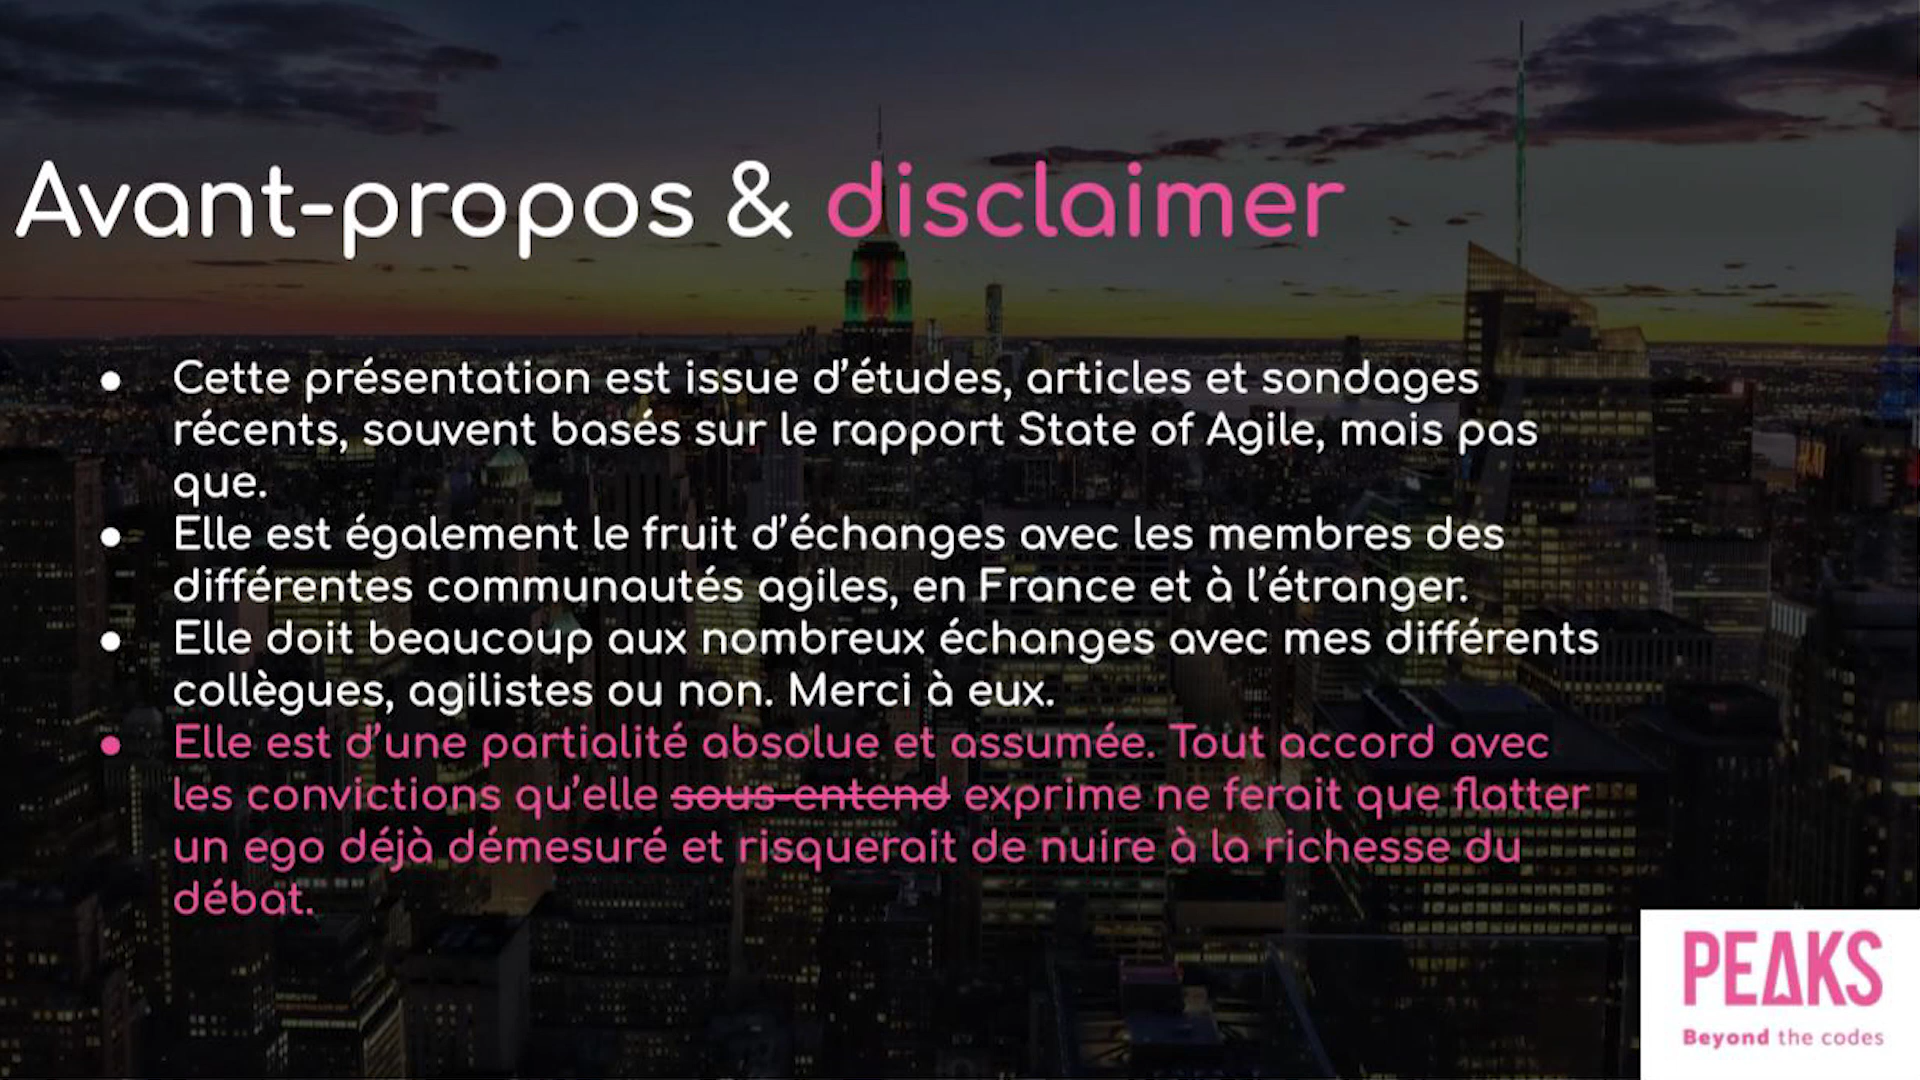 Avant-propos & disclaimer
● Cette présentation est issue d’études, articles et sondages
récents, souvent basés sur le rapport State of Agile, mais pas
que.
● Elle est également le fruit d’échanges avec les membres des
différentes communautés agiles, en France et à l’étranger.
● Elle doit beaucoup aux nombreux échanges avec mes différents
collègues, agilistes ou non. Merci à eux.
● Elle est d’une partialité absolue et assumée. Tout accord avec
les convictions qu’elle sous-entend exprime ne ferait que flatter
un ego déjà démesuré et risquerait de nuire à la richesse du
débat.
PEAKS
Beyond the codes